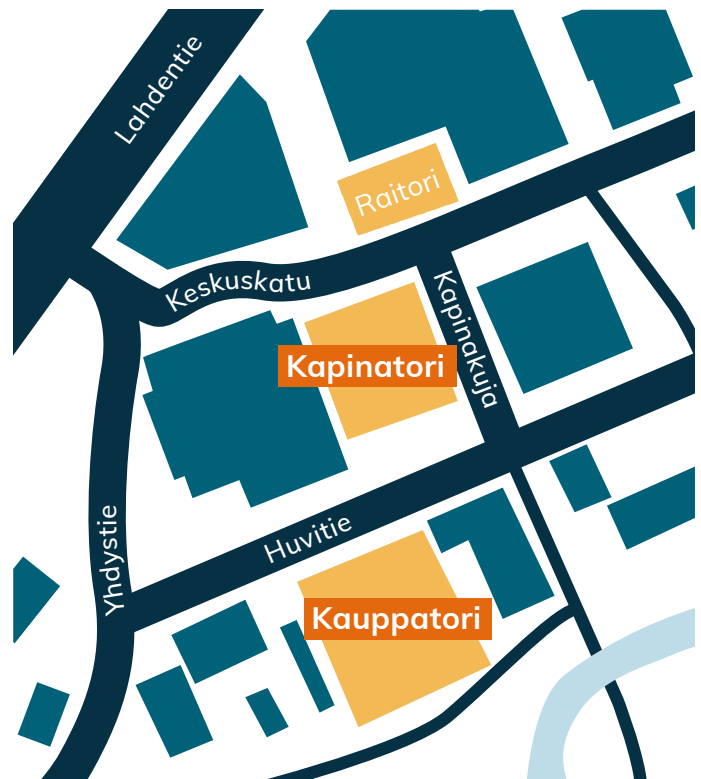 Lahdentie
Raitori
Keskuskatu
Kapinakuja
Kapinatori
Yhdystie
Huvitie
Kauppatori